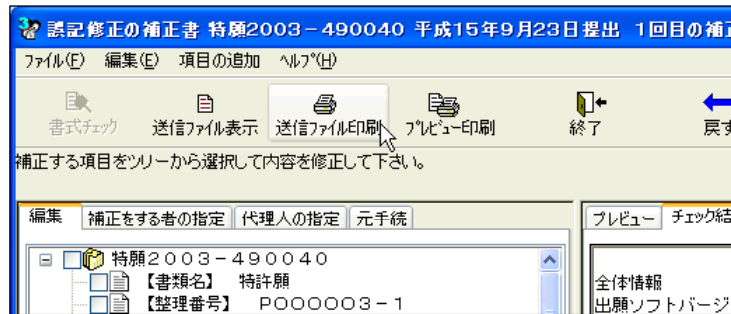 誤記修正の補正書 特願2003－490040 平成15年9月23日提出 1回目の補正
ファイル(F) 編集(E) 項目の追加 ヘルプ(H)
書式チェック 送信ファイル表示 送信ファイル印刷 プレビュー印刷 終了 戻す
補正する項目をツリーから選択して内容を修正して下さい。
編集 補正をする者の指定 代理人の指定 元手続 プレビュー チェック結
特願２００３－４９００４０
【書類名】 特許願
【整理番号】 Ｐ０００００３－１
全体情報
出願ソフトバージ